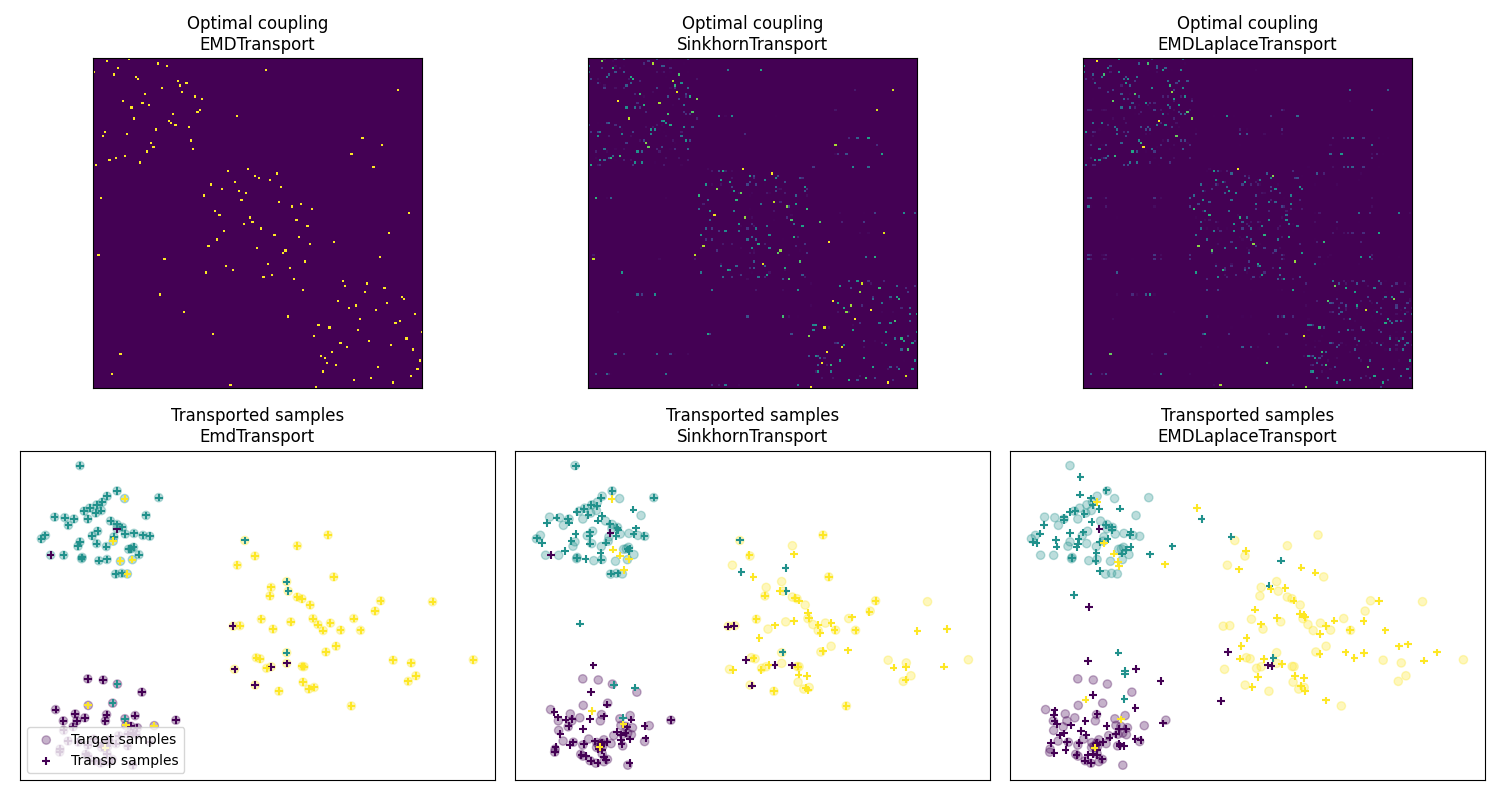 Optimal coupling
EMDTransport
Optimal coupling
SinkhornTransport
Optimal coupling
EMDLaplaceTransport
Transported samples
EmdTransport
Transported samples
SinkhornTransport
Transported samples
EMDLaplaceTransport
Target samples
Transp samples